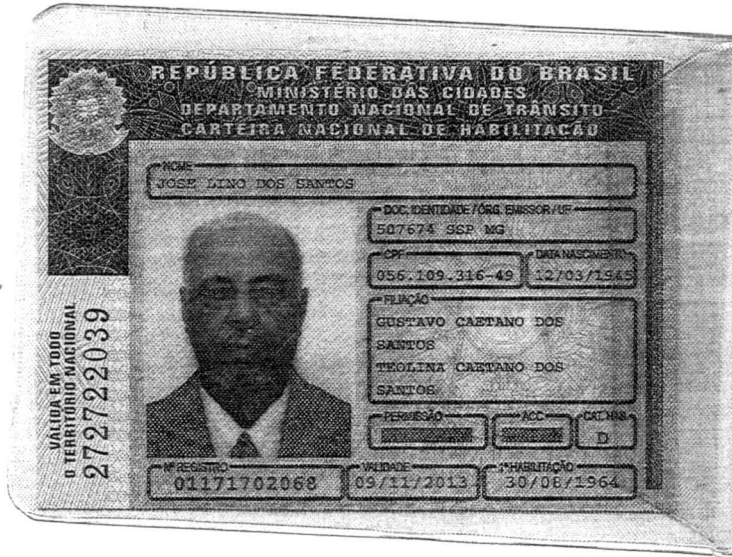 REPÚBLICA FEDERATIVA DO BRASIL
MINISTÉRIO DAS CIDADES
DEPARTAMENTO NACIONAL DE TRÂNSITO
CARTEIRA NACIONAL DE HABILITAÇÃO
NOME
JOSE LINO DOS SANTOS
DOC. IDENTIDADE / ÓRG. EMISSOR / UF
507674 SSP MG
CPF
056.109.316-49
DATA NASCIMENTO
12/03/1945
FILIAÇÃO
GUSTAVO CAETANO DOS
SANTOS
TEOLINA CAETANO DOS
SANTOS
PERMISSÃO
ACC
CAT. HAB.
D
Nº REGISTRO
01171702068
VALIDADE
09/11/2013
1ª HABILITAÇÃO
30/08/1964
VÁLIDA EM TODO
O TERRITÓRIO NACIONAL
272722039